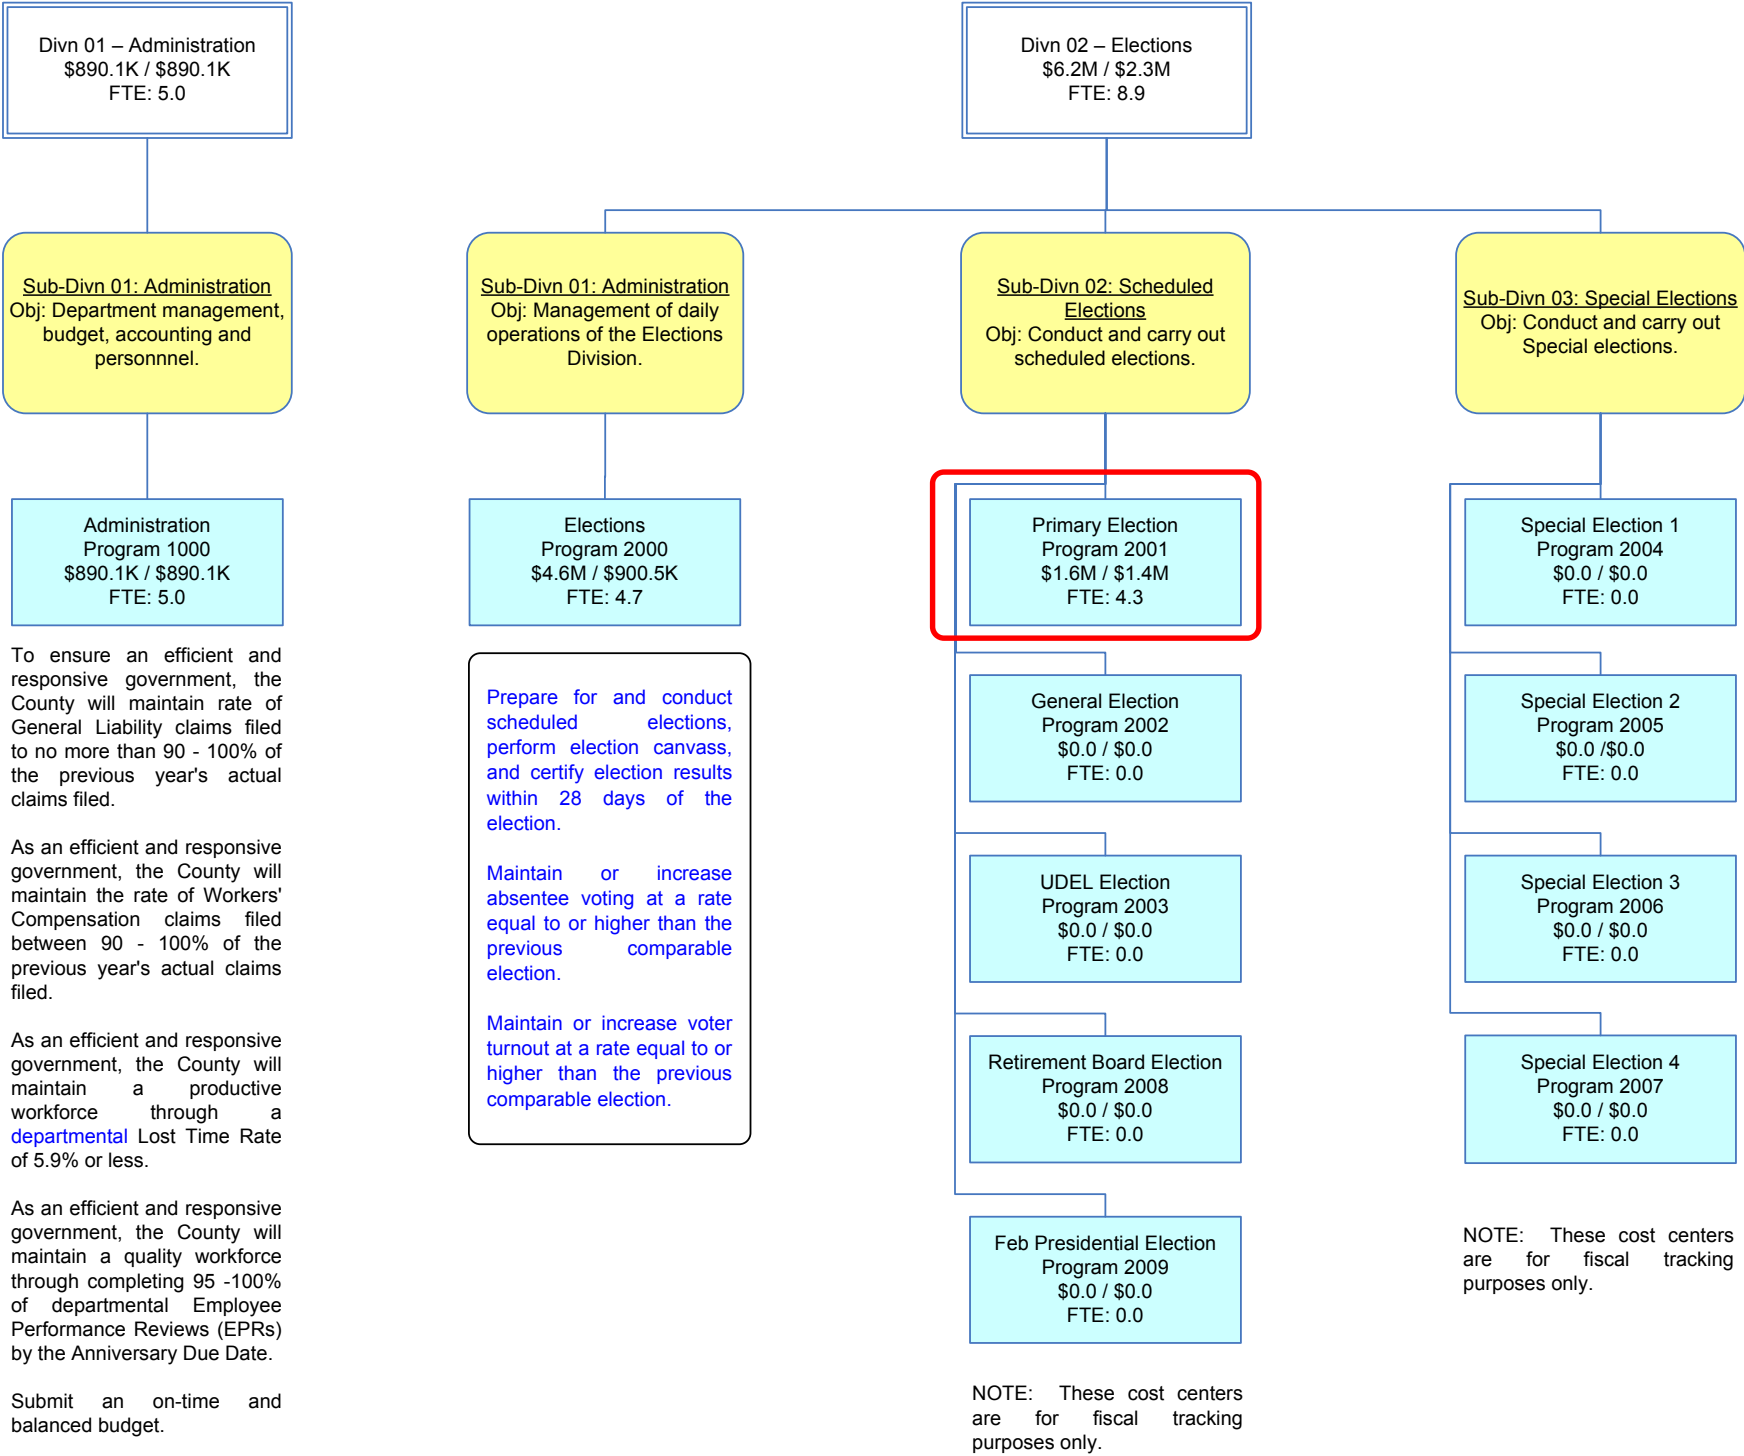 Divn 01 – Administration
$890.1K / $890.1K
FTE: 5.0
Divn 02 – Elections
$6.2M / $2.3M
FTE: 8.9
Sub-Divn 01: Administration
Obj: Department management,
budget, accounting and
personnnel.
Sub-Divn 01: Administration
Obj: Management of daily
operations of the Elections
Division.
Sub-Divn 02: Scheduled
Elections
Obj: Conduct and carry out
scheduled elections.
Sub-Divn 03: Special Elections
Obj: Conduct and carry out
Special elections.
Administration
Program 1000
$890.1K / $890.1K
FTE: 5.0
To ensure an efficient and
responsive government, the
County will maintain rate of
General Liability claims filed
to no more than 90 - 100% of
the previous year's actual
claims filed.
As an efficient and responsive
government, the County will
maintain the rate of Workers'
Compensation claims filed
between 90 - 100% of the
previous year's actual claims
filed.
As an efficient and responsive
government, the County will
maintain a productive
workforce through a
departmental Lost Time Rate
of 5.9% or less.
As an efficient and responsive
government, the County will
maintain a quality workforce
through completing 95 -100%
of departmental Employee
Performance Reviews (EPRs)
by the Anniversary Due Date.
Submit an on-time and
balanced budget.
Elections
Program 2000
$4.6M / $900.5K
FTE: 4.7
Prepare for and conduct
scheduled elections,
perform election canvass,
and certify election results
within 28 days of the
election.
Maintain or increase
absentee voting at a rate
equal to or higher than the
previous comparable
election.
Maintain or increase voter
turnout at a rate equal to or
higher than the previous
comparable election.
Primary Election
Program 2001
$1.6M / $1.4M
FTE: 4.3
General Election
Program 2002
$0.0 / $0.0
FTE: 0.0
UDEL Election
Program 2003
$0.0 / $0.0
FTE: 0.0
Retirement Board Election
Program 2008
$0.0 / $0.0
FTE: 0.0
Feb Presidential Election
Program 2009
$0.0 / $0.0
FTE: 0.0
NOTE: These cost centers
are for fiscal tracking
purposes only.
Special Election 1
Program 2004
$0.0 / $0.0
FTE: 0.0
Special Election 2
Program 2005
$0.0 /$0.0
FTE: 0.0
Special Election 3
Program 2006
$0.0 / $0.0
FTE: 0.0
Special Election 4
Program 2007
$0.0 / $0.0
FTE: 0.0
NOTE: These cost centers
are for fiscal tracking
purposes only.